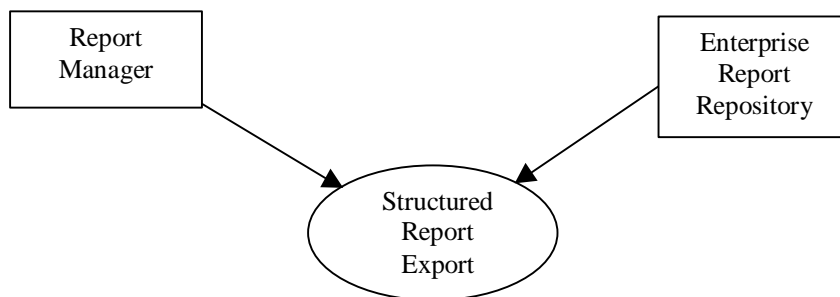 Report
Manager
Enterprise
Report
Repository
Structured
Report
Export